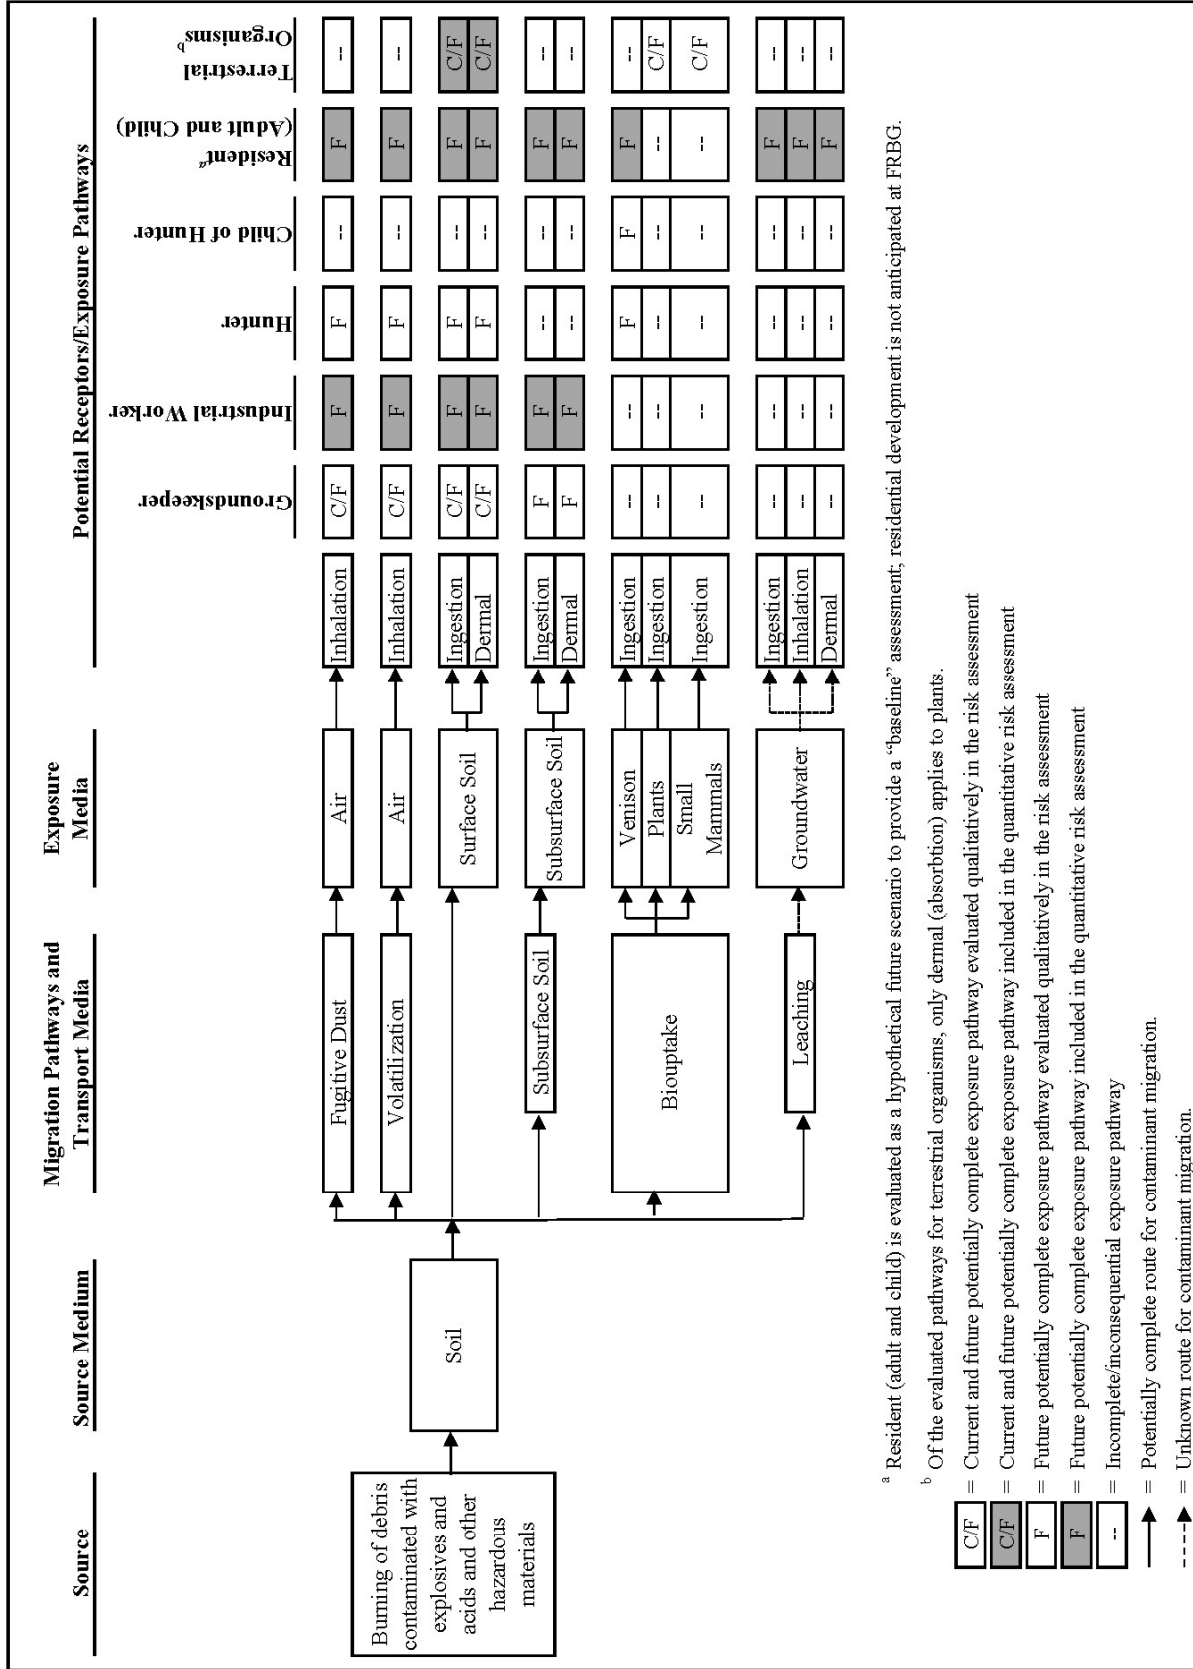 Source
Source Medium
Migration Pathways and
Transport Media
Exposure
Media
Potential Receptors/Exposure Pathways
Groundskeeper
Industrial Worker
Hunter
Child of Hunter
Resident a
(Adult and Child)
Terrestrial
Organisms b
Burning of debris
contaminated with
explosives and
acids and other
hazardous
materials
Soil
Fugitive Dust
Air
Inhalation
C/F
F
F
--
F
--
Volatilization
Air
Inhalation
C/F
F
F
--
F
--
Surface Soil
Ingestion
C/F
F
F
--
F
C/F
Dermal
C/F
F
F
--
F
C/F
Subsurface Soil
Subsurface Soil
Ingestion
F
F
--
--
F
--
Dermal
F
F
--
--
F
--
Biouptake
Venison
Ingestion
--
--
F
F
F
--
Plants
Ingestion
--
--
--
--
--
C/F
Small
Mammals
Ingestion
--
--
--
--
--
C/F
Leaching
Groundwater
Ingestion
--
--
--
--
F
--
Inhalation
--
--
--
--
F
--
Dermal
--
--
--
--
F
--
a Resident (adult and child) is evaluated as a hypothetical future scenario to provide a “baseline” assessment; residential development is not anticipated at FRBG.
b Of the evaluated pathways for terrestrial organisms, only dermal (absorbtion) applies to plants.
C/F = Current and future potentially complete exposure pathway evaluated qualitatively in the risk assessment
C/F = Current and future potentially complete exposure pathway included in the quantitative risk assessment
F = Future potentially complete exposure pathway evaluated qualitatively in the risk assessment
F = Future potentially complete exposure pathway included in the quantitative risk assessment
-- = Incomplete/inconsequential exposure pathway
= Potentially complete route for contaminant migration.
= Unknown route for contaminant migration.